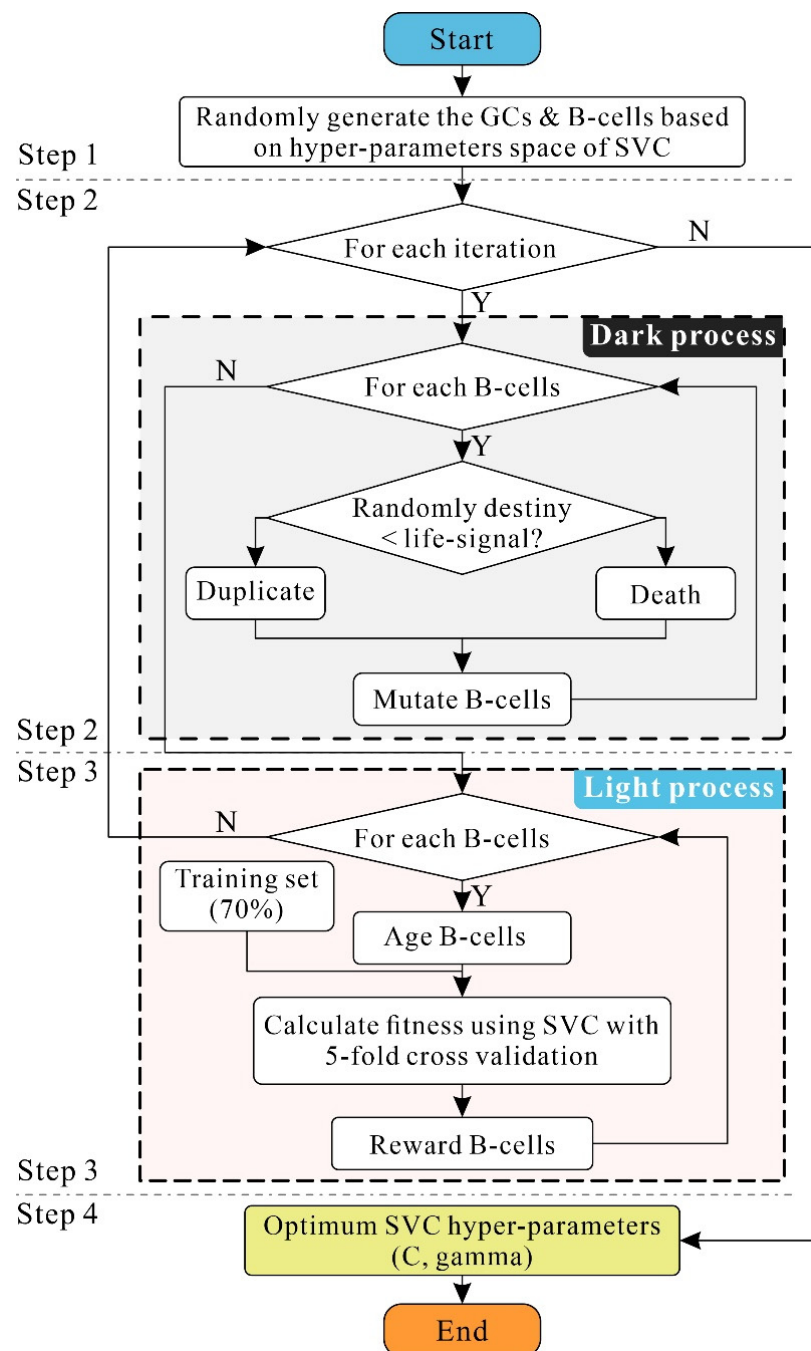 Start
Randomly generate the GCs & B-cells based
on hyper-parameters space of SVC
Step 1
Step 2
For each iteration
N
Y
Dark process
N
For each B-cells
Y
Randomly destiny
< life-signal?
Duplicate
Death
Mutate B-cells
Step 2
Step 3
Light process
N
For each B-cells
Training set
(70%)
Y
Age B-cells
Calculate fitness using SVC with
5-fold cross validation
Reward B-cells
Step 3
Step 4
Optimum SVC hyper-parameters
(C, gamma)
End